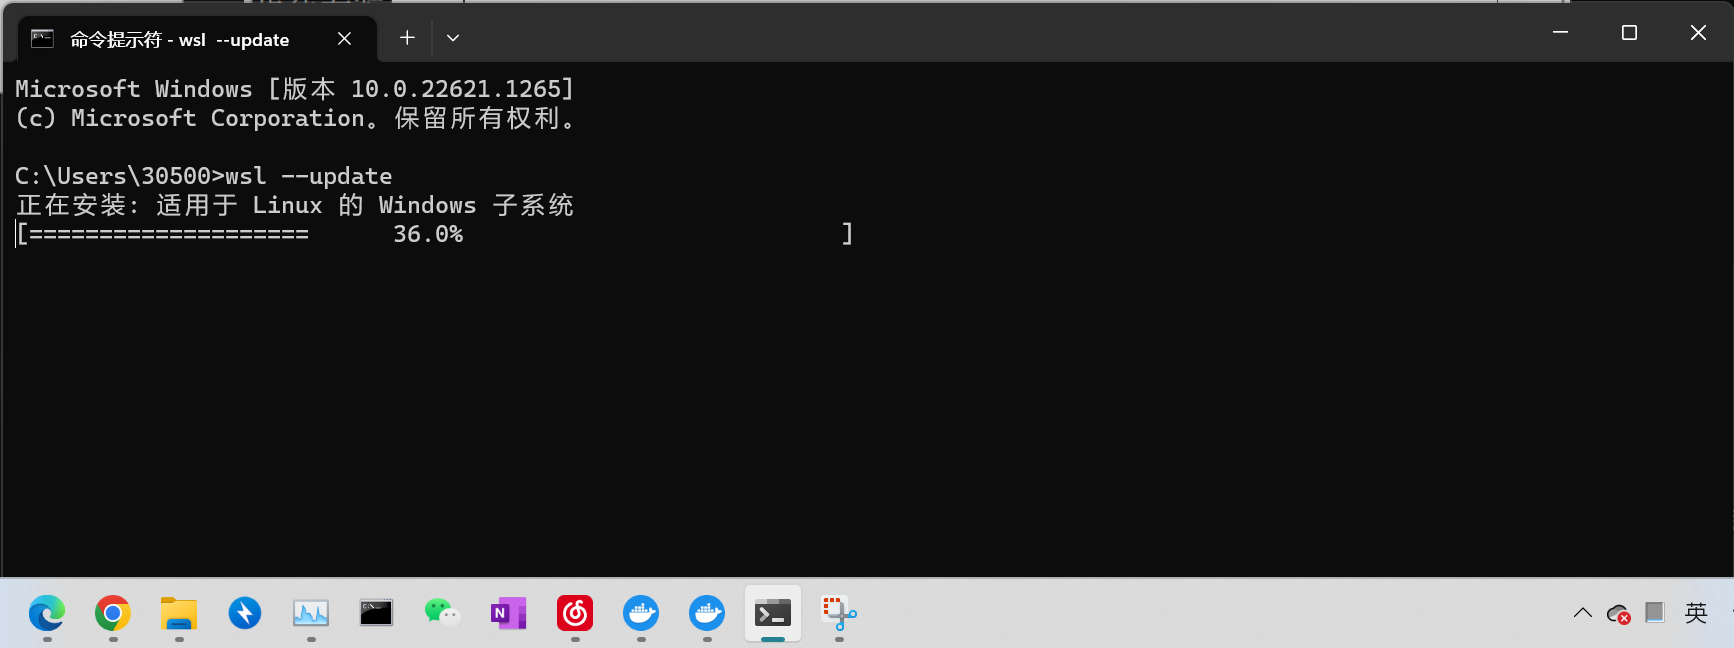 命令提示符 - wsl  --update
Microsoft Windows [版本 10.0.22621.1265]
(c) Microsoft Corporation。保留所有权利。
C:\Users\30500>wsl --update
正在安装: 适用于 Linux 的 Windows 子系统
[====================      36.0%                           ]
英